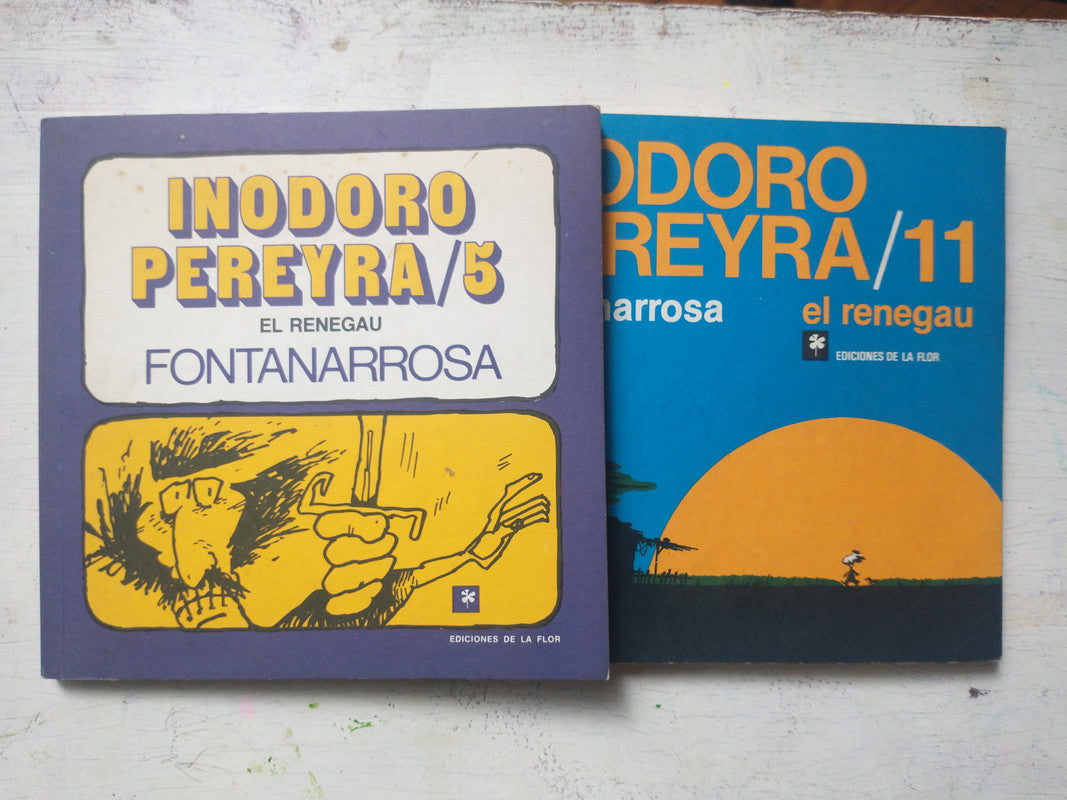 INODORO
PEREYRA/5
EL RENEGAU
FONTANARROSA
EDICIONES DE LA FLOR
ODORO
REYRA/11
narrosa
el renegau
EDICIONES DE LA FLOR